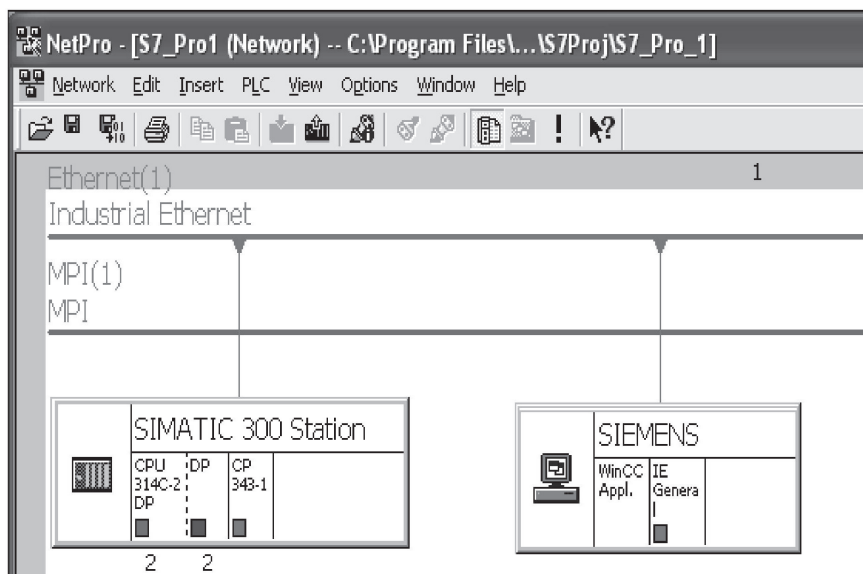 NetPro - [S7_Pro1 (Network) -- C:\Program Files\...\S7Proj\S7_Pro_1]
Network Edit Insert PLC View Options Window Help
Ethernet(1)
1
Industrial Ethernet
MPI(1)
MPI
SIMATIC 300 Station
CPU 314C-2 DP
DP
CP 343-1
2 2
SIEMENS
WinCC Appl.
IE General